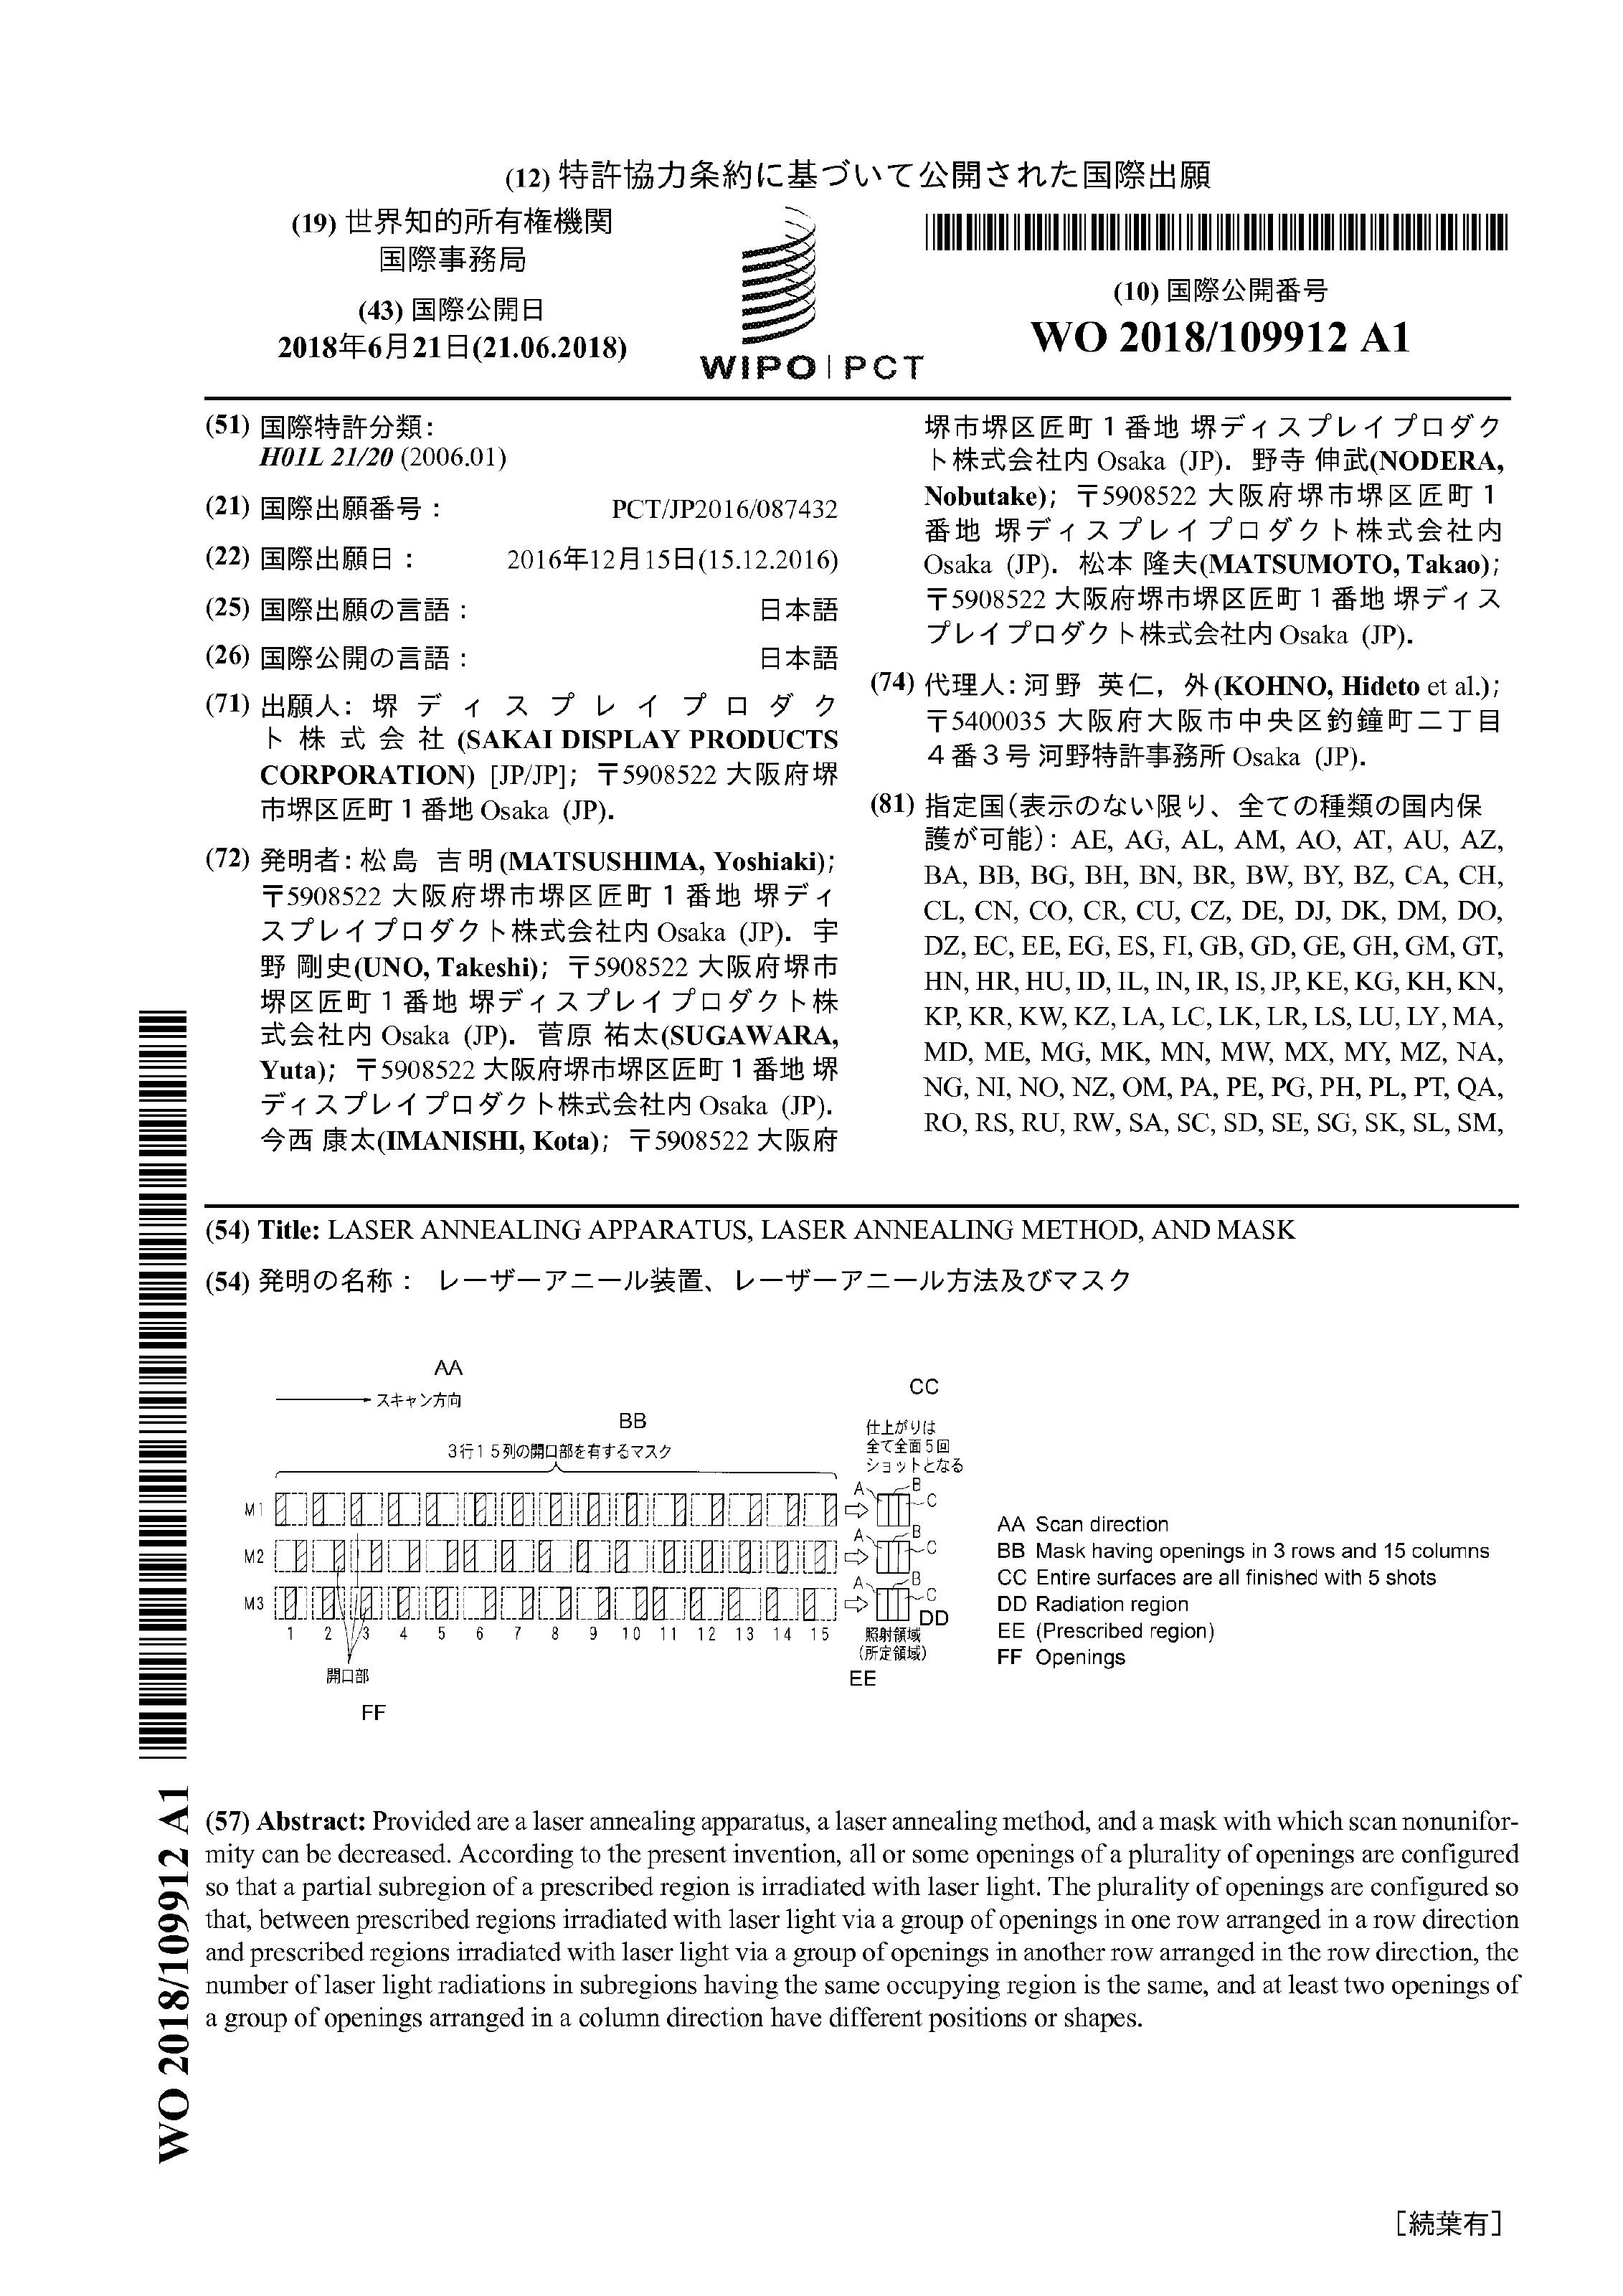 (12) 特許協力条約に基づいて公開された国際出願
(19) 世界知的所有権機関
国際事務局
(43) 国際公開日
2018年6月21日(21.06.2018)
WIPO | PCT
(10) 国際公開番号
WO 2018/109912 A1
(51) 国際特許分類:
H01L 21/20 (2006.01)
(21) 国際出願番号 : PCT/JP2016/087432
(22) 国際出願日 : 2016年12月15日(15.12.2016)
(25) 国際出願の言語 : 日本語
(26) 国際公開の言語 : 日本語
(71) 出願人: 堺ディスプレイプロダク
ト株式会社(SAKAI DISPLAY PRODUCTS
CORPORATION) [JP/JP]; 〒5908522 大阪府堺
市堺区匠町1番地 Osaka (JP).
(72) 発明者: 松島 吉明(MATSUSHIMA, Yoshiaki);
〒5908522 大阪府堺市堺区匠町1番地 堺ディ
スプレイプロダクト株式会社内 Osaka (JP). 宇
野 剛史(UNO, Takeshi); 〒5908522 大阪府堺市
堺区匠町1番地 堺ディスプレイプロダクト株
式会社内 Osaka (JP). 菅原 祐太(SUGAWARA,
Yuta); 〒5908522 大阪府堺市堺区匠町1番地 堺
ディスプレイプロダクト株式会社内 Osaka (JP).
今西 康太(IMANISHI, Kota); 〒5908522 大阪府
堺市堺区匠町1番地 堺ディスプレイプロダク
ト株式会社内 Osaka (JP). 野寺 伸武(NODERA,
Nobutake); 〒5908522 大阪府堺市堺区匠町1
番地 堺ディスプレイプロダクト株式会社内
Osaka (JP). 松本 隆夫(MATSUMOTO, Takao);
〒5908522 大阪府堺市堺区匠町1番地 堺ディス
プレイプロダクト株式会社内 Osaka (JP).
(74) 代理人: 河野 英仁, 外(KOHNO, Hideto et al.);
〒5400035 大阪府大阪市中央区釣鐘町二丁目
4番3号 河野特許事務所 Osaka (JP).
(81) 指定国(表示のない限り、全ての種類の国内保
護が可能): AE, AG, AL, AM, AO, AT, AU, AZ,
BA, BB, BG, BH, BN, BR, BW, BY, BZ, CA, CH,
CL, CN, CO, CR, CU, CZ, DE, DJ, DK, DM, DO,
DZ, EC, EE, EG, ES, FI, GB, GD, GE, GH, GM, GT,
HN, HR, HU, ID, IL, IN, IR, IS, JP, KE, KG, KH, KN,
KP, KR, KW, KZ, LA, LC, LK, LR, LS, LU, LY, MA,
MD, ME, MG, MK, MN, MW, MX, MY, MZ, NA,
NG, NI, NO, NZ, OM, PA, PE, PG, PH, PL, PT, QA,
RO, RS, RU, RW, SA, SC, SD, SE, SG, SK, SL, SM,
(54) Title: LASER ANNEALING APPARATUS, LASER ANNEALING METHOD, AND MASK
(54) 発明の名称 : レーザーアニール装置、レーザーアニール方法及びマスク
AA
スキャン方向
BB
3行15列の開口部を有するマスク
CC
仕上がりは
全て全面5回
ショットとなる
M1 A B C
M2 A B C
M3 A B C
DD
1 2 3 4 5 6 7 8 9 10 11 12 13 14 15
照射領域
(所定領域)
EE
開口部
FF
AA Scan direction
BB Mask having openings in 3 rows and 15 columns
CC Entire surfaces are all finished with 5 shots
DD Radiation region
EE (Prescribed region)
FF Openings
(57) Abstract: Provided are a laser annealing apparatus, a laser annealing method, and a mask with which scan nonunifor-
mity can be decreased. According to the present invention, all or some openings of a plurality of openings are configured
so that a partial subregion of a prescribed region is irradiated with laser light. The plurality of openings are configured so
that, between prescribed regions irradiated with laser light via a group of openings in one row arranged in a row direction
and prescribed regions irradiated with laser light via a group of openings in another row arranged in the row direction, the
number of laser light radiations in subregions having the same occupying region is the same, and at least two openings of
a group of openings arranged in a column direction have different positions or shapes.
WO 2018/109912 A1
[続葉有]